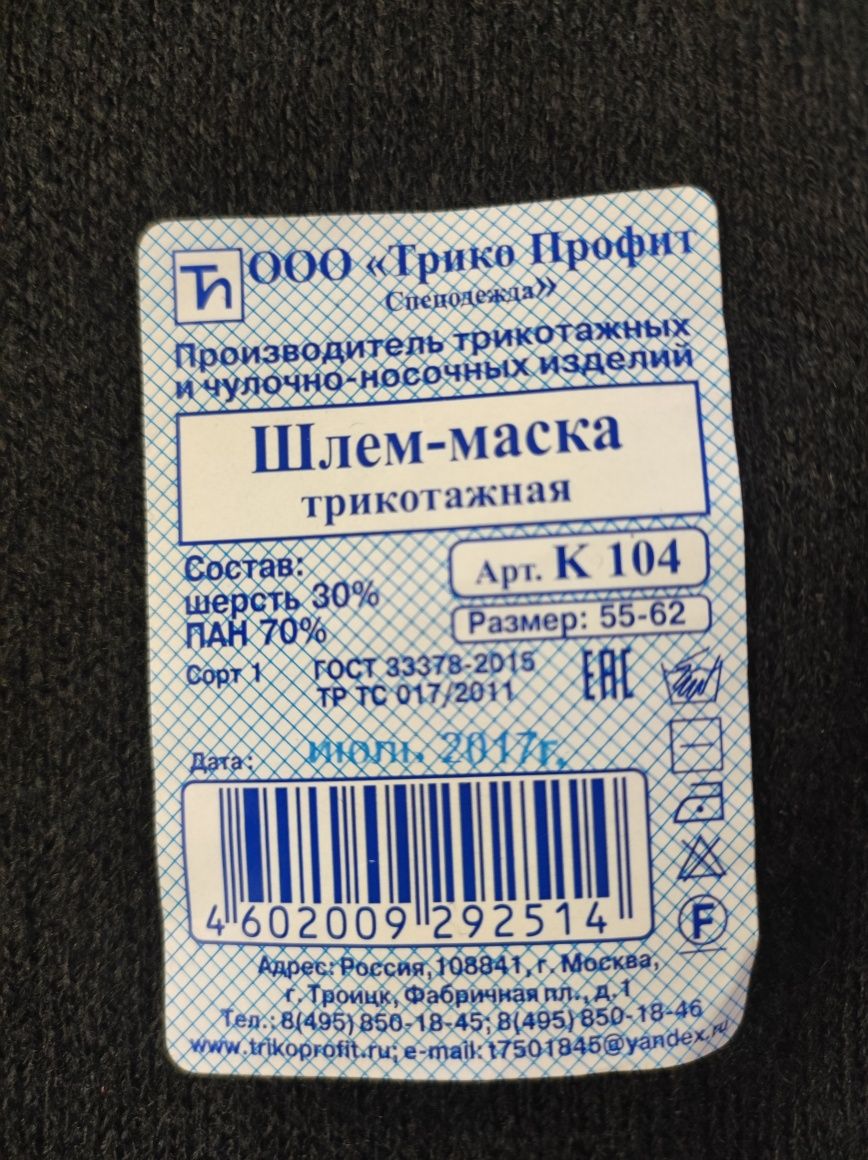 Тп ООО «Трико Профит
Спецодежда»
Производитель трикотажных
и чулочно-носочных изделий
Шлем-маска
трикотажная
Состав:
шерсть 30%
ПАН 70%
Арт. К 104
Размер: 55-62
Сорт 1
ГОСТ 33378-2015
ТР ТС 017/2011
ЕАС
Дата: июль 2017г.
4 602009 292514
F
Адрес: Россия, 108841, г. Москва,
г. Троицк, Фабричная пл., д.1
Тел.: 8(495) 850-18-45; 8(495) 850-18-46
www.trikoprofit.ru; e-mail: t7501845@yandex.ru